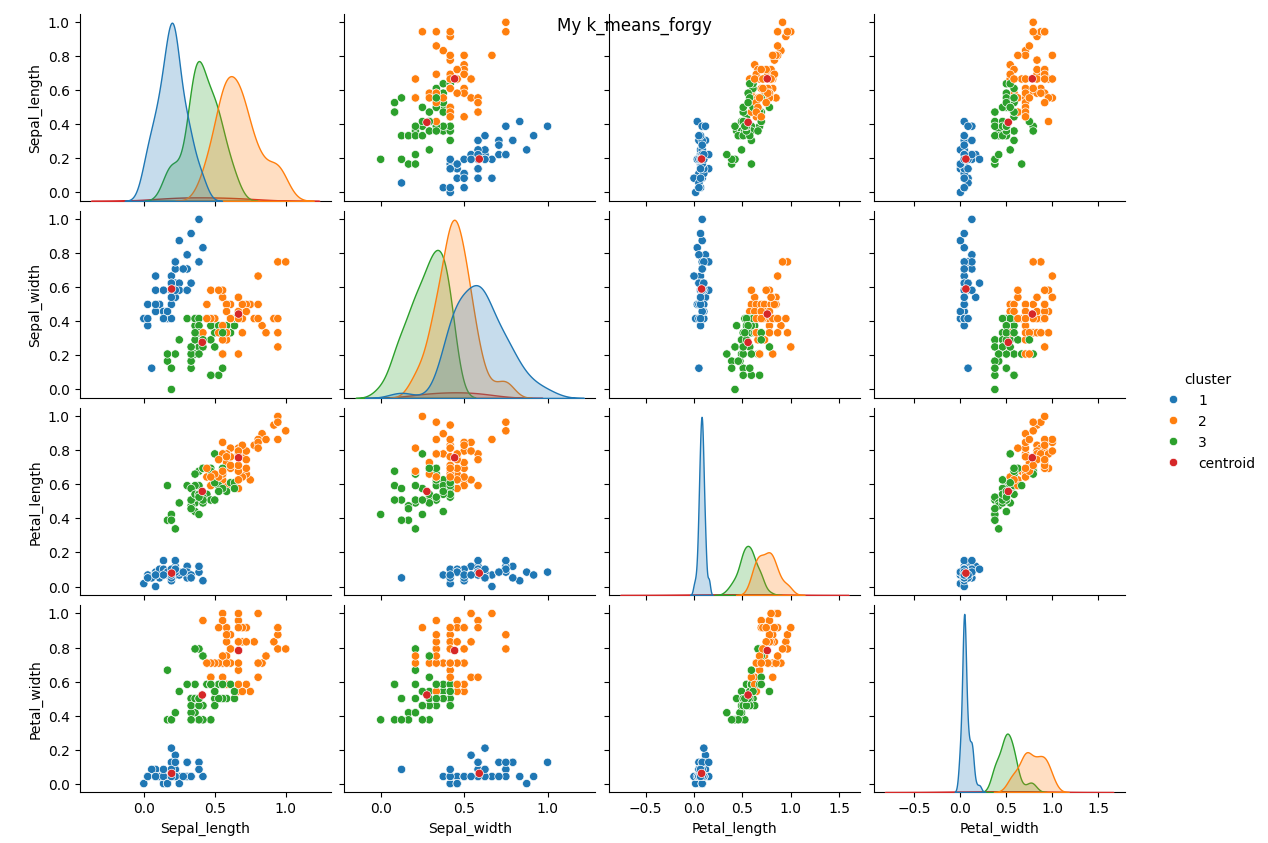 My k_means_forgy
1.0
0.8
0.6
0.4
0.2
0.0
Sepal_length
1.0
0.8
0.6
0.4
0.2
0.0
Sepal_width
cluster
1
2
3
centroid
1.0
0.8
0.6
0.4
0.2
0.0
Petal_length
1.0
0.8
0.6
0.4
0.2
0.0
Petal_width
0.0 0.5 1.0
0.0 0.5 1.0
−0.5 0.0 0.5 1.0 1.5
−0.5 0.0 0.5 1.0 1.5
Sepal_length
Sepal_width
Petal_length
Petal_width